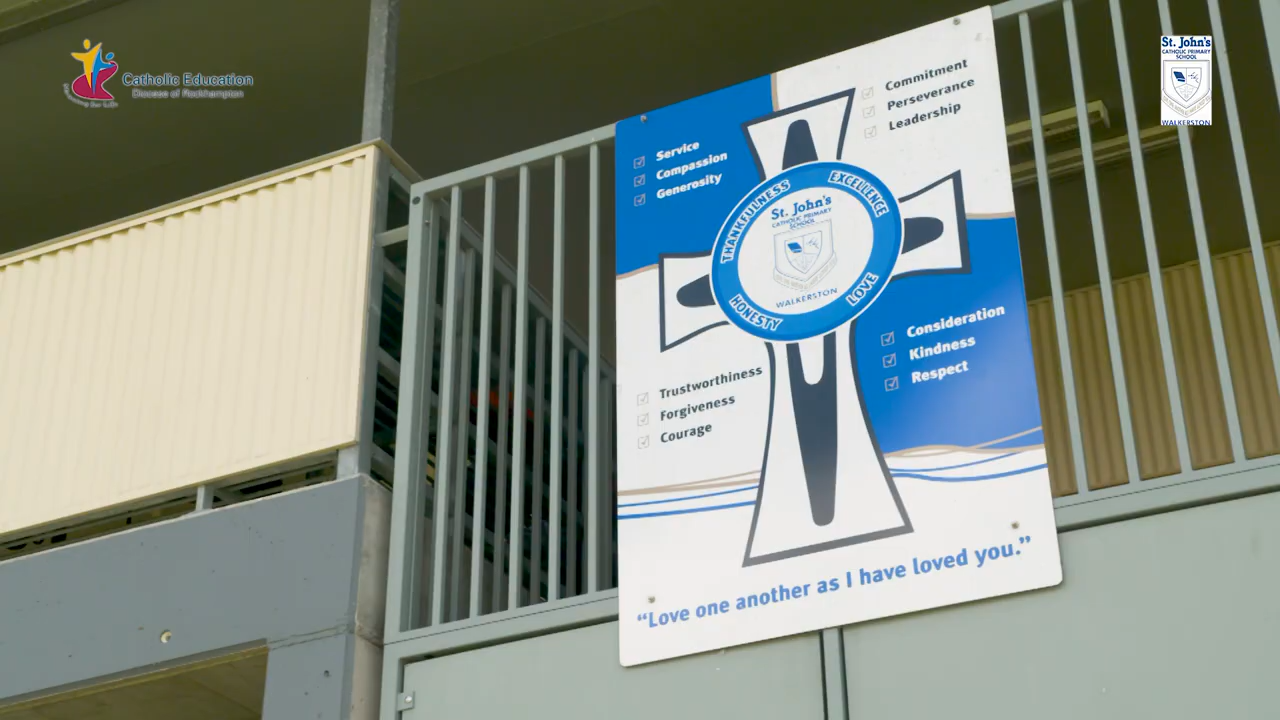 Catholic Education
Diocese of Rockhampton
St. John's
CATHOLIC PRIMARY
SCHOOL
WALKERSTON
Service
Compassion
Generosity
Commitment
Perseverance
Leadership
THANKFULNESS
EXCELLENCE
St. John's
CATHOLIC PRIMARY
SCHOOL
WALKERSTON
HONESTY
LOVE
Consideration
Kindness
Respect
Trustworthiness
Forgiveness
Courage
“Love one another as I have loved you.”